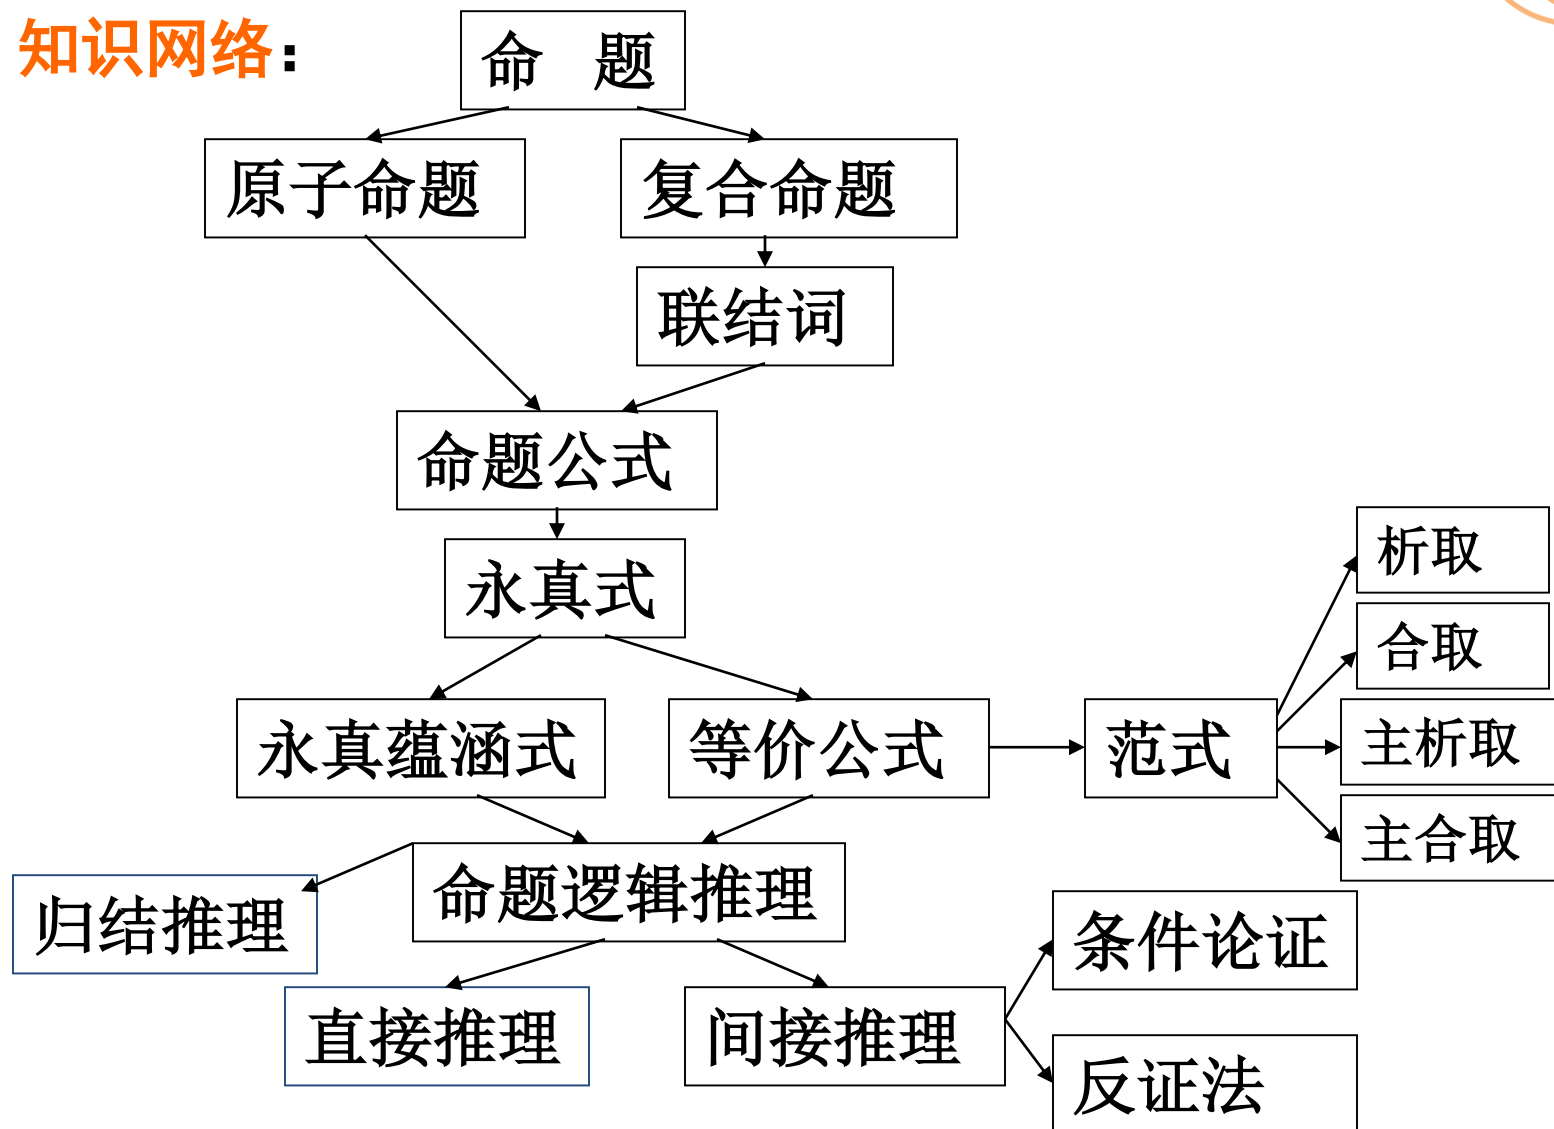 知识网络：
命 题
原子命题
复合命题
联结词
命题公式
永真式
析取
合取
永真蕴涵式
等价公式
范式
主析取
主合取
命题逻辑推理
归结推理
条件论证
直接推理
间接推理
反证法